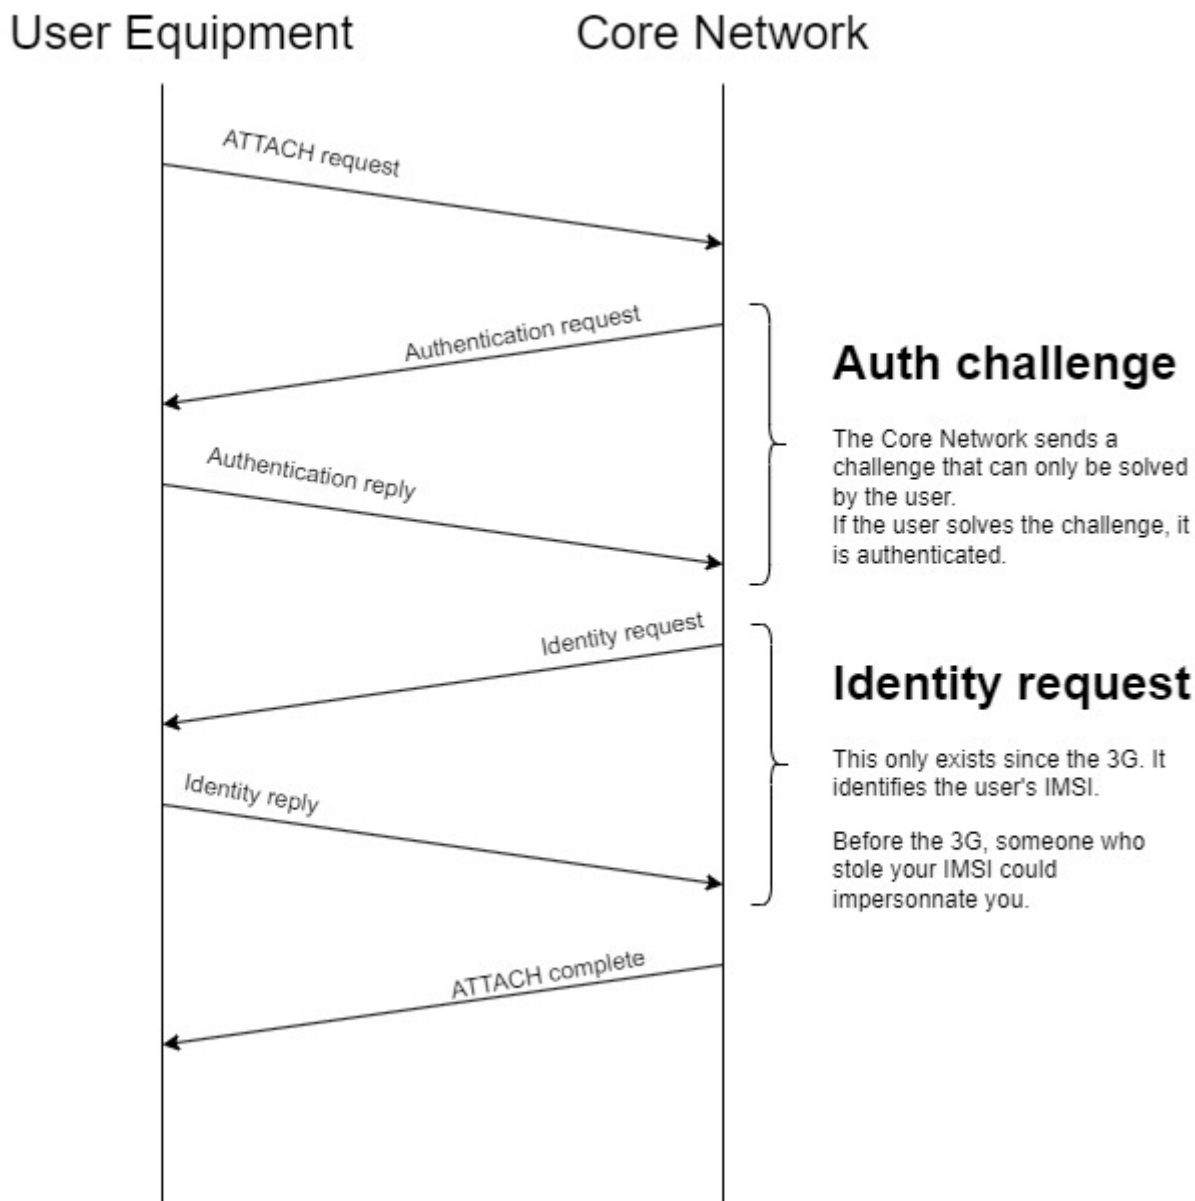 User Equipment
Core Network
ATTACH request
Authentication request
Auth challenge
The Core Network sends a
challenge that can only be solved
by the user.
If the user solves the challenge, it
is authenticated.
Authentication reply
Identity request
Identity request
This only exists since the 3G. It
identifies the user's IMSI.
Before the 3G, someone who
stole your IMSI could
impersonnate you.
Identity reply
ATTACH complete